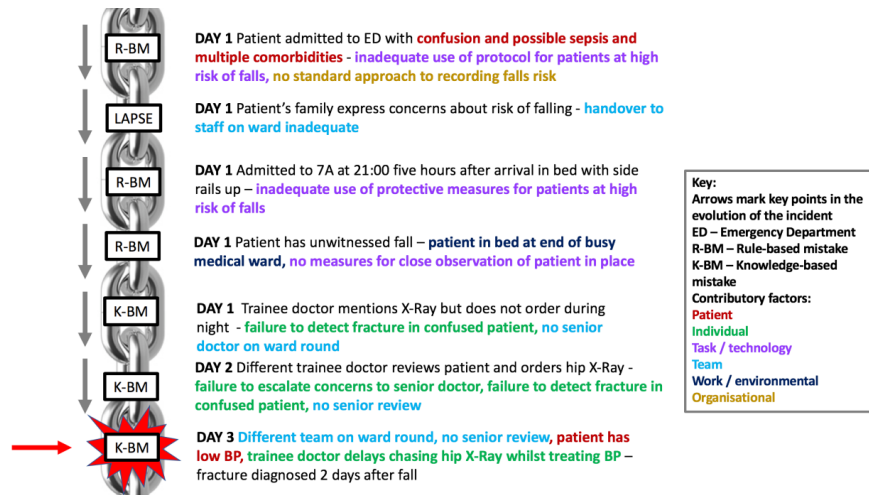 R-BM
DAY 1 Patient admitted to ED with confusion and possible sepsis and
multiple comorbidities - inadequate use of protocol for patients at high
risk of falls, no standard approach to recording falls risk
LAPSE
DAY 1 Patient's family express concerns about risk of falling - handover to
staff on ward inadequate
R-BM
DAY 1 Admitted to 7A at 21:00 five hours after arrival in bed with side
rails up – inadequate use of protective measures for patients at high
risk of falls
R-BM
DAY 1 Patient has unwitnessed fall – patient in bed at end of busy
medical ward, no measures for close observation of patient in place
K-BM
DAY 1 Trainee doctor mentions X-Ray but does not order during
night - failure to detect fracture in confused patient, no senior
doctor on ward round
K-BM
DAY 2 Different trainee doctor reviews patient and orders hip X-Ray -
failure to escalate concerns to senior doctor, failure to detect fracture in
confused patient, no senior review
K-BM
DAY 3 Different team on ward round, no senior review, patient has
low BP, trainee doctor delays chasing hip X-Ray whilst treating BP –
fracture diagnosed 2 days after fall
Key:
Arrows mark key points in the
evolution of the incident
ED – Emergency Department
R-BM – Rule-based mistake
K-BM – Knowledge-based
mistake
Contributory factors:
Patient
Individual
Task / technology
Team
Work / environmental
Organisational